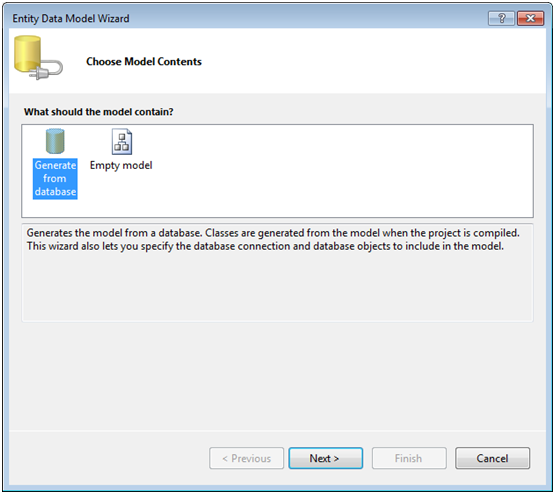 Entity Data Model Wizard
?
Choose Model Contents
What should the model contain?
Generate
from
database
Empty model
Generates the model from a database. Classes are generated from the model when the project is compiled.
This wizard also lets you specify the database connection and database objects to include in the model.
< Previous
Next >
Finish
Cancel